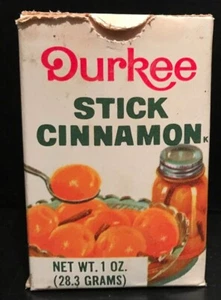 Durkee
STICK
CINNAMON K
NET WT. 1 OZ.
(28.3 GRAMS)